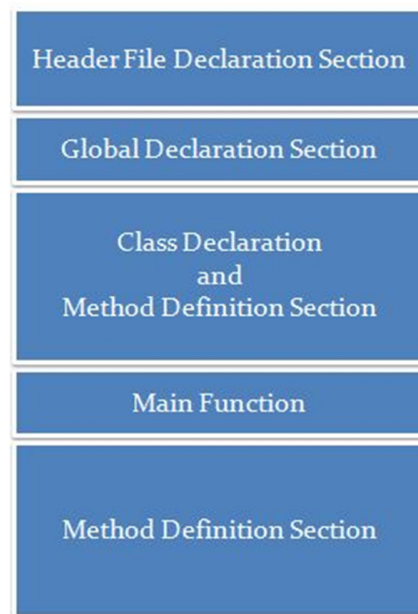 Header File Declaration Section
Global Declaration Section
Class Declaration
and
Method Definition Section
Main Function
Method Definition Section